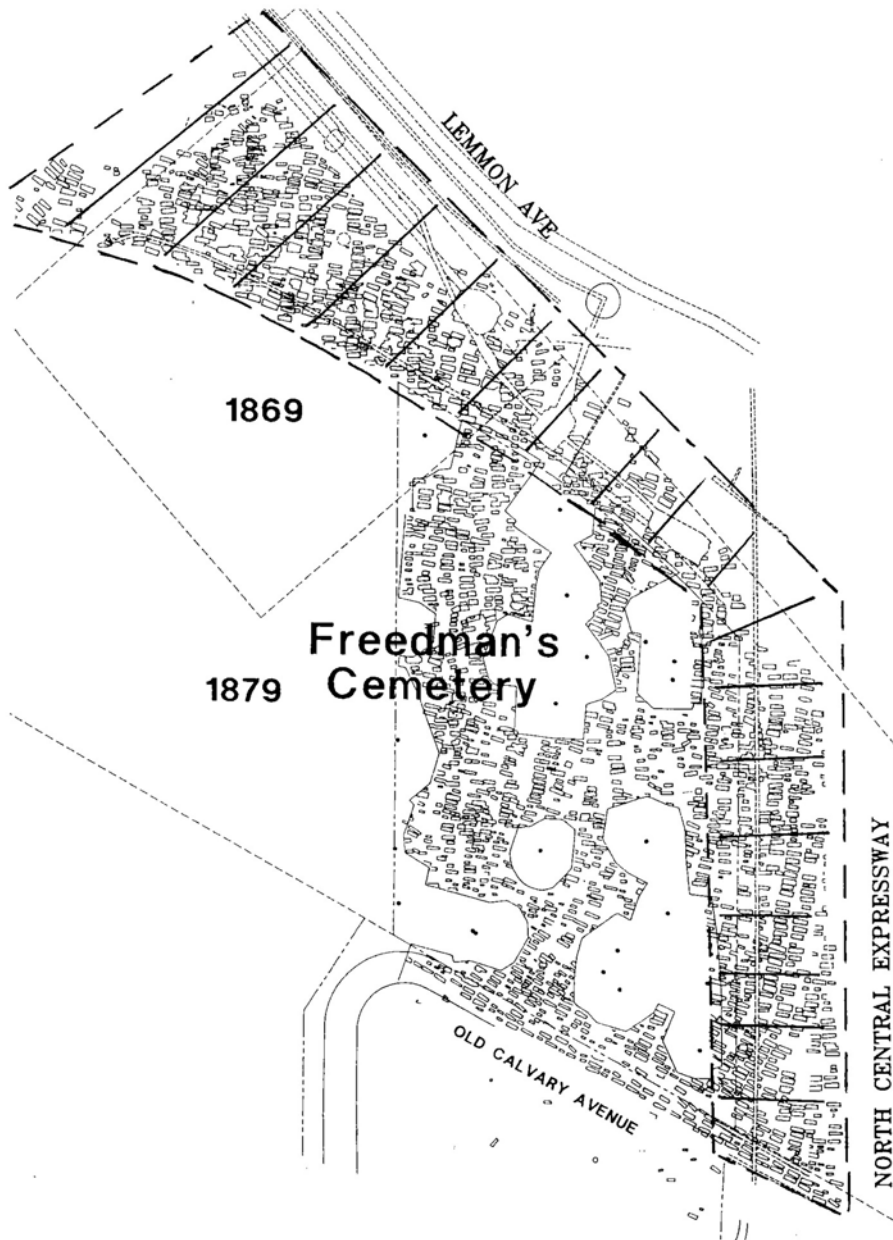 LEMMON AVE
1869
Freedman's
1879 Cemetery
OLD CALVARY AVENUE
NORTH CENTRAL EXPRESSWAY